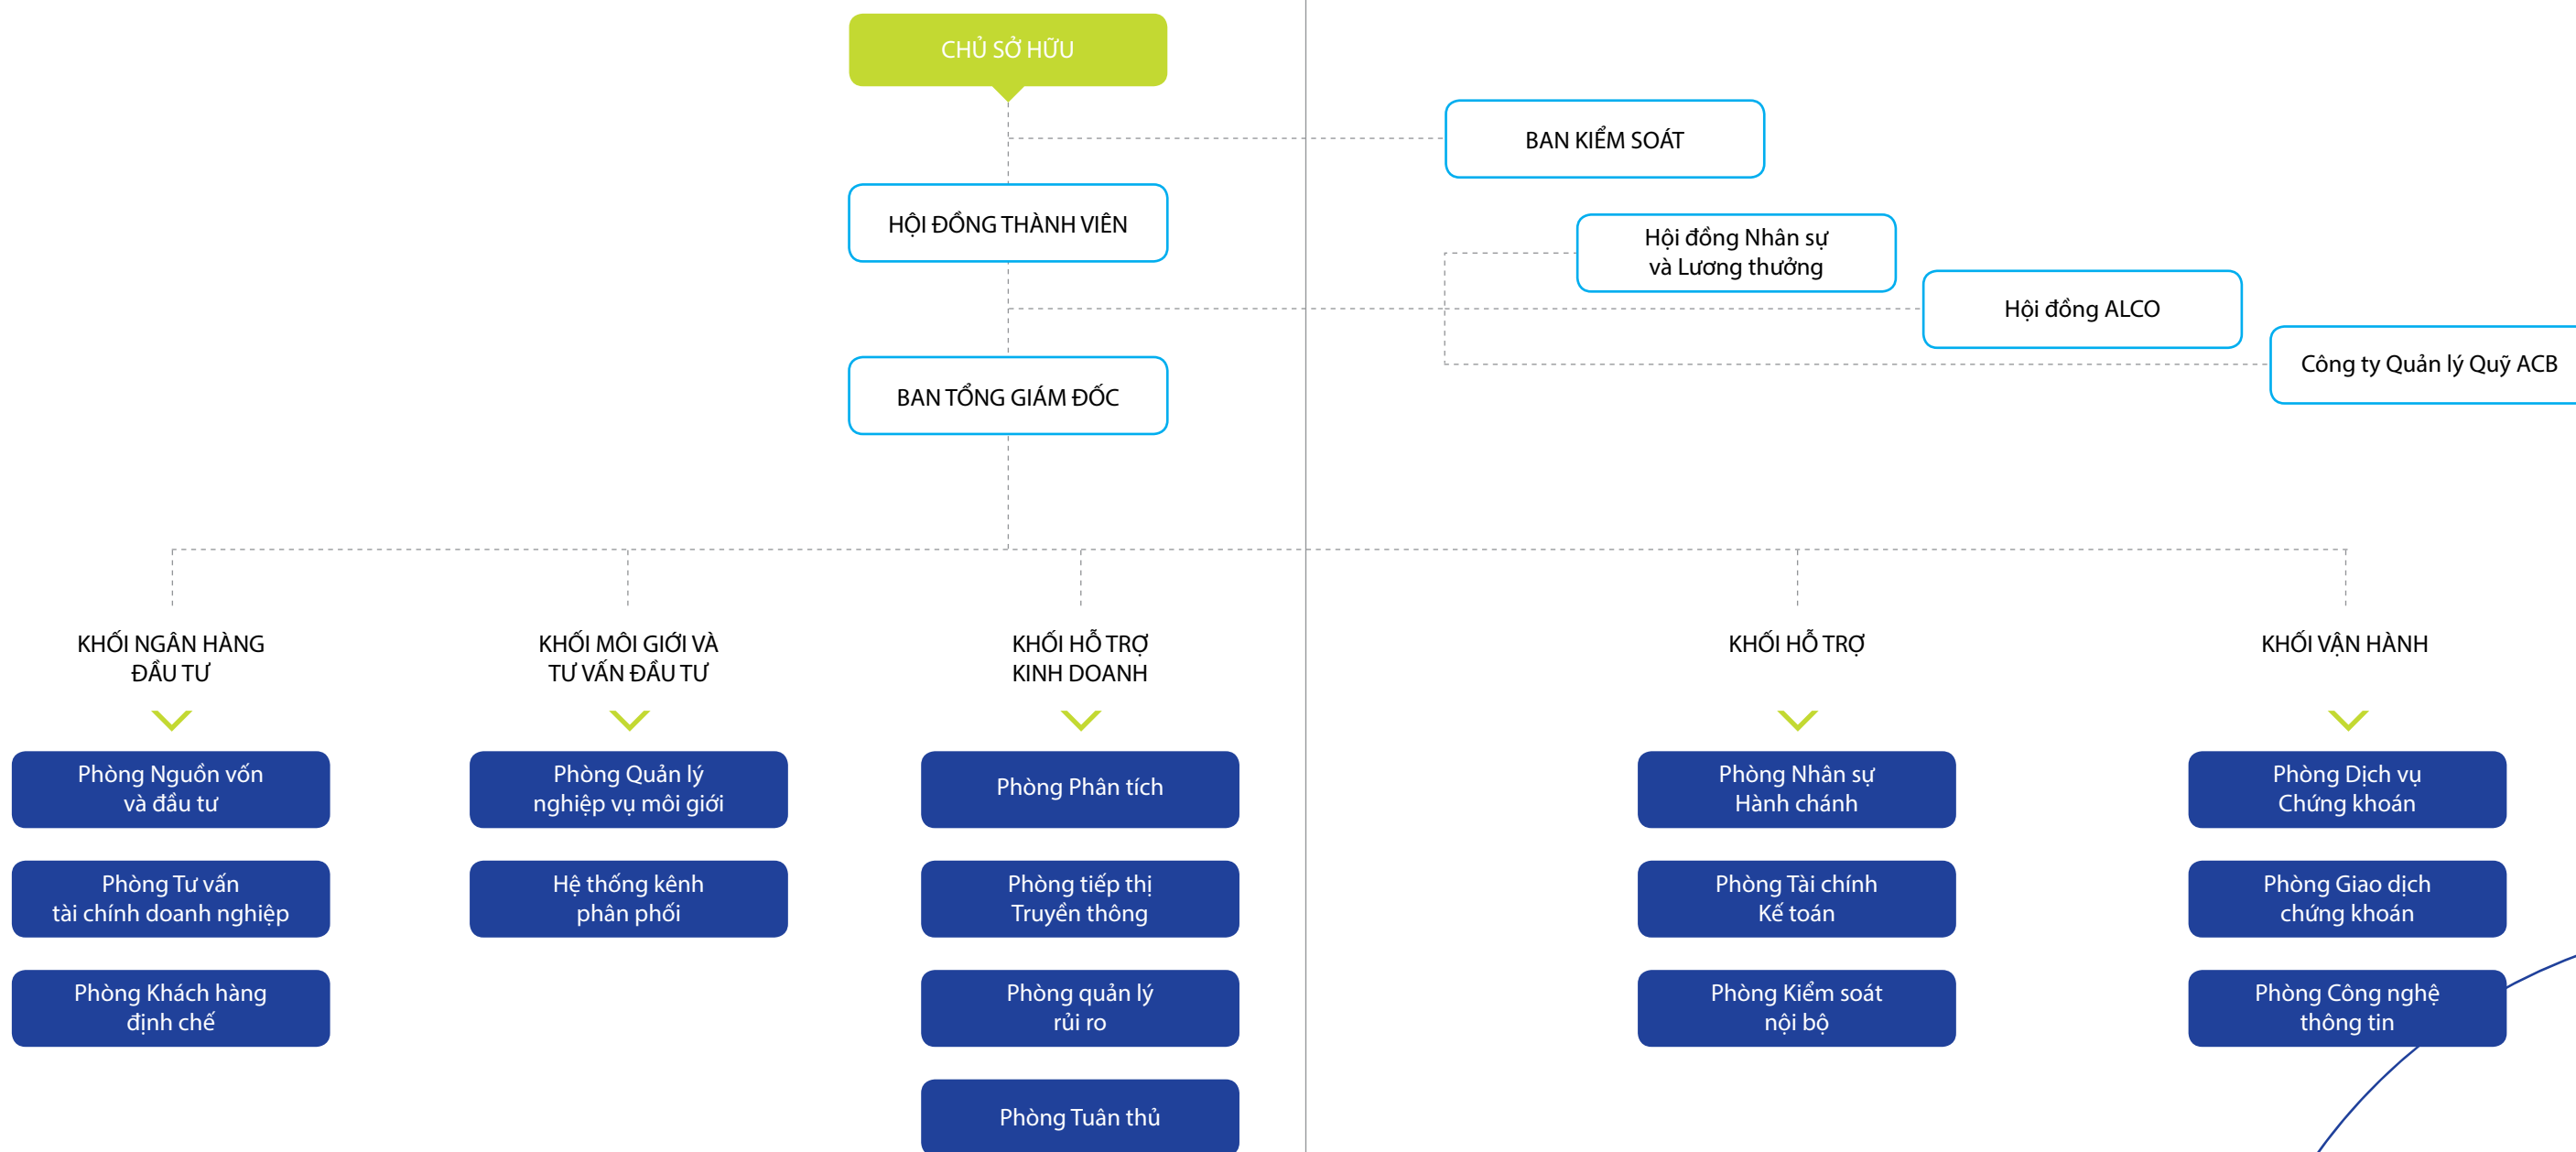 CHỦ SỞ HỮU
BAN KIỂM SOÁT
HỘI ĐỒNG THÀNH VIÊN
Hội đồng Nhân sự
và Lương thưởng
Hội đồng ALCO
Công ty Quản lý Quỹ ACB
BAN TỔNG GIÁM ĐỐC
KHỐI NGÂN HÀNG
ĐẦU TƯ
Phòng Nguồn vốn
và đầu tư
Phòng Tư vấn
tài chính doanh nghiệp
Phòng Khách hàng
định chế
KHỐI MÔI GIỚI VÀ
TƯ VẤN ĐẦU TƯ
Phòng Quản lý
nghiệp vụ môi giới
Hệ thống kênh
phân phối
KHỐI HỖ TRỢ
KINH DOANH
Phòng Phân tích
Phòng tiếp thị
Truyền thông
Phòng quản lý
rủi ro
Phòng Tuân thủ
KHỐI HỖ TRỢ
Phòng Nhân sự
Hành chánh
Phòng Tài chính
Kế toán
Phòng Kiểm soát
nội bộ
KHỐI VẬN HÀNH
Phòng Dịch vụ
Chứng khoán
Phòng Giao dịch
chứng khoán
Phòng Công nghệ
thông tin